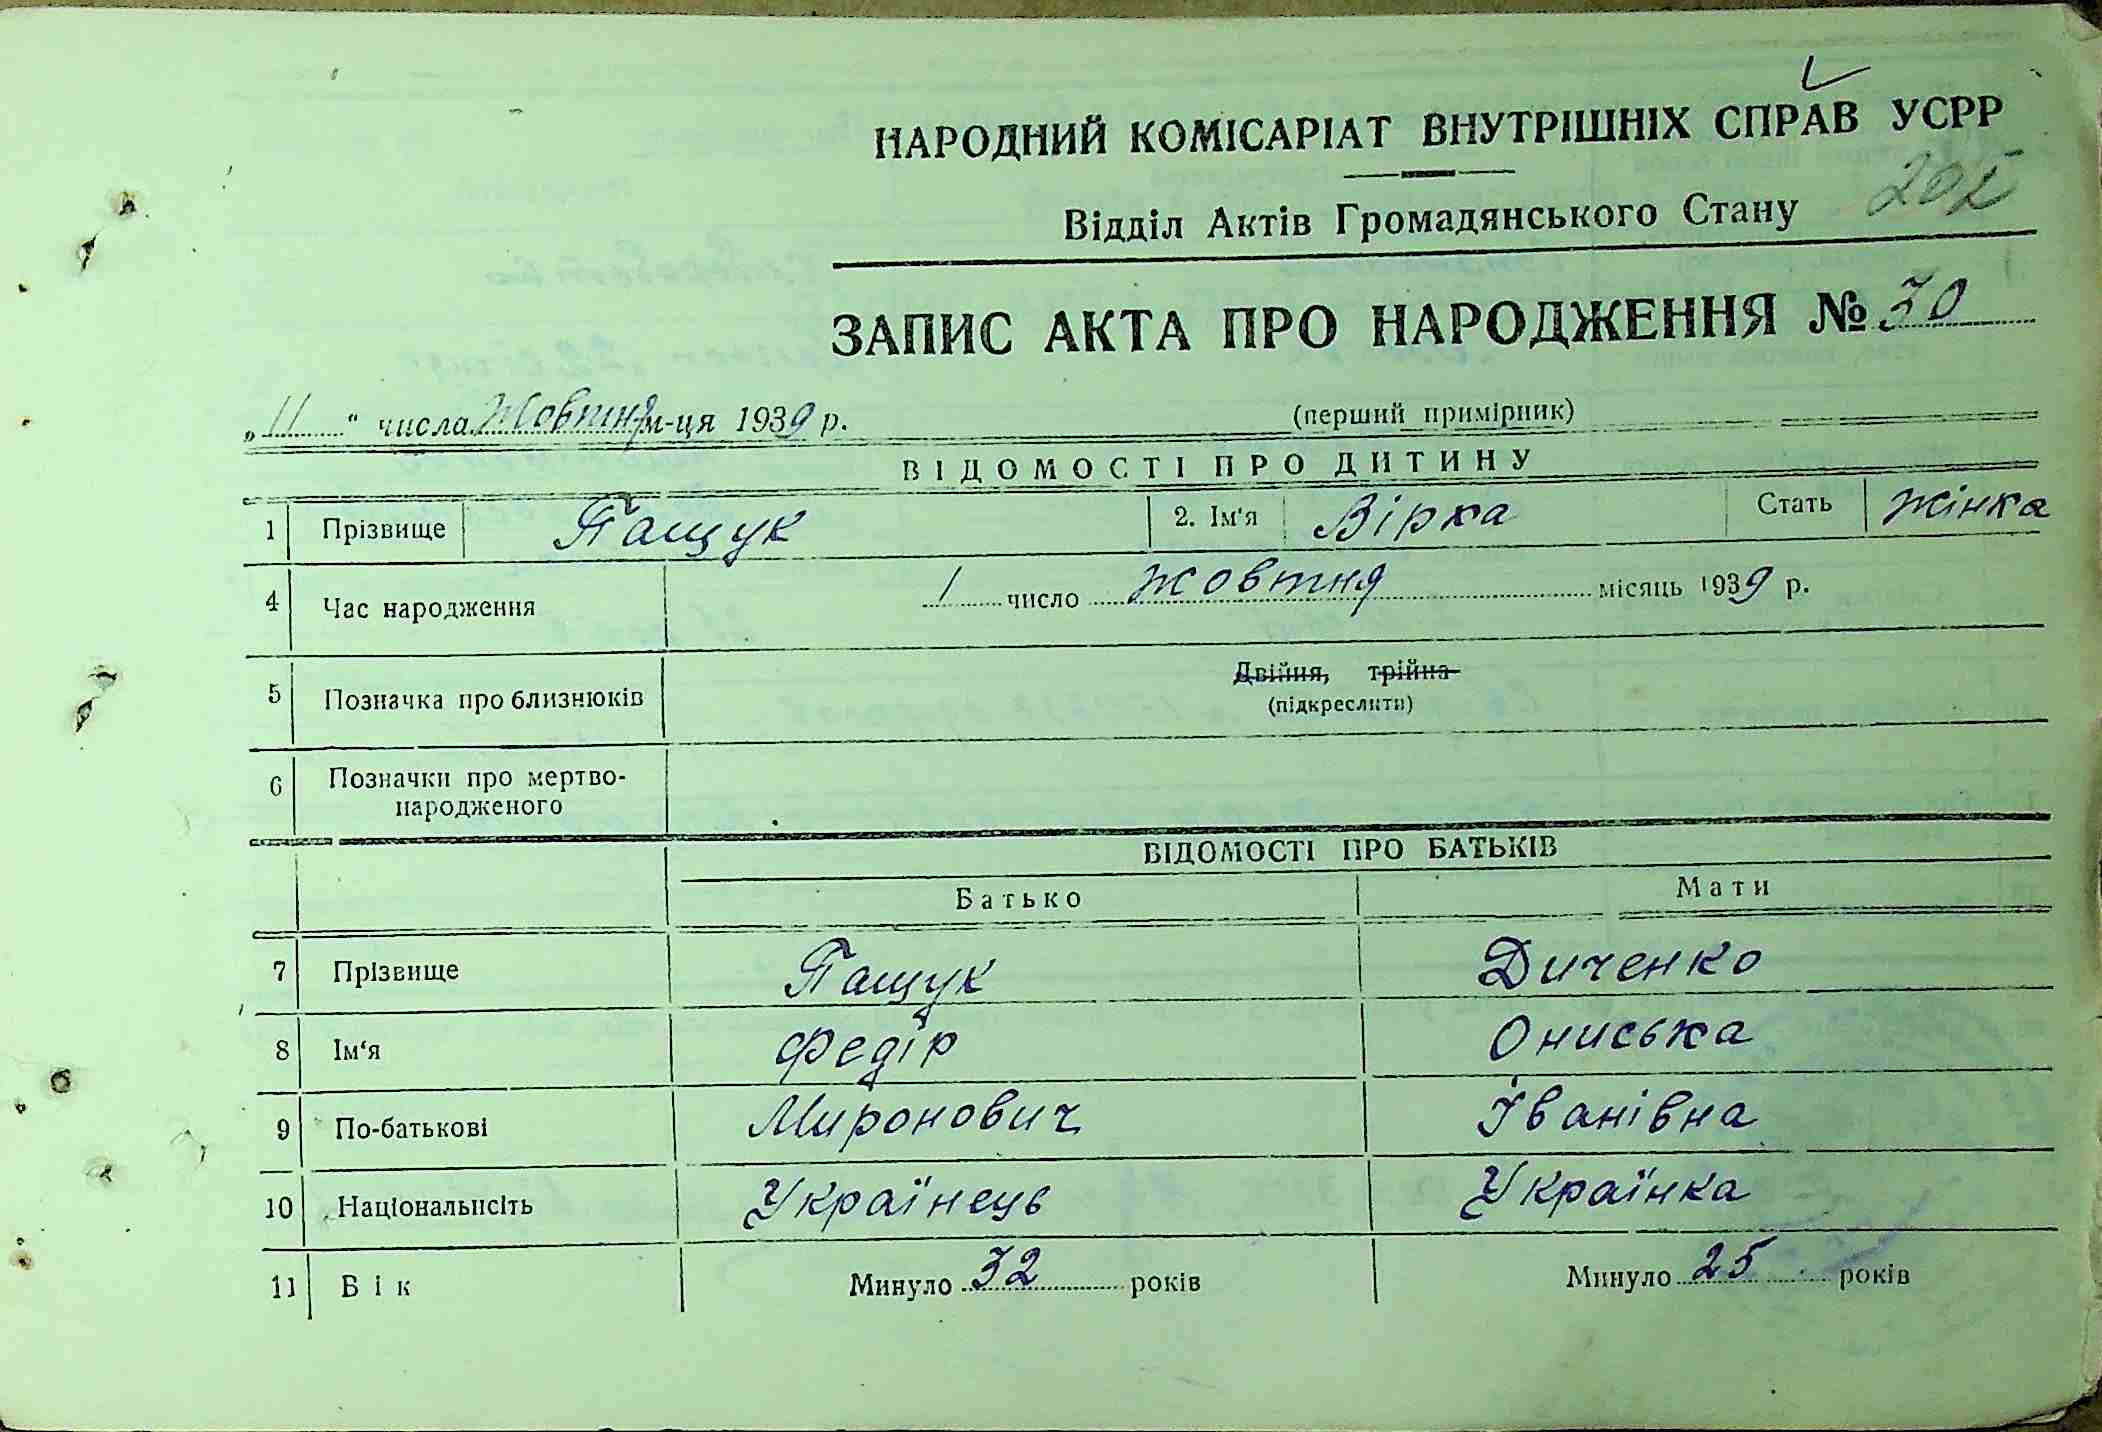 НАРОДНИЙ КОМІСАРІАТ ВНУТРІШНІХ СПРАВ УСРР
Відділ Актів Громадянського Стану
ЗАПИС АКТА ПРО НАРОДЖЕННЯ № 30
„11“ числа Жовтня м-ця 1939 р. (перший примірник)
ВІДОМОСТІ ПРО ДИТИНУ
1 Прізвище Пащук 2. Ім'я Вірка Стать жінка
4 Час народження 1 число жовтня місяць 1939 р.
5 Позначка про близнюків Двійня, трійна
(підкреслити)
6 Позначки про мертво-
народженого
ВІДОМОСТІ ПРО БАТЬКІВ
Батько Мати
7 Прізвище Пащук Диченко
8 Ім'я Федір Ониська
9 По-батькові Миронович Іванівна
10 Національність Українець Українка
11 Вік Минуло 32 років Минуло 25 років